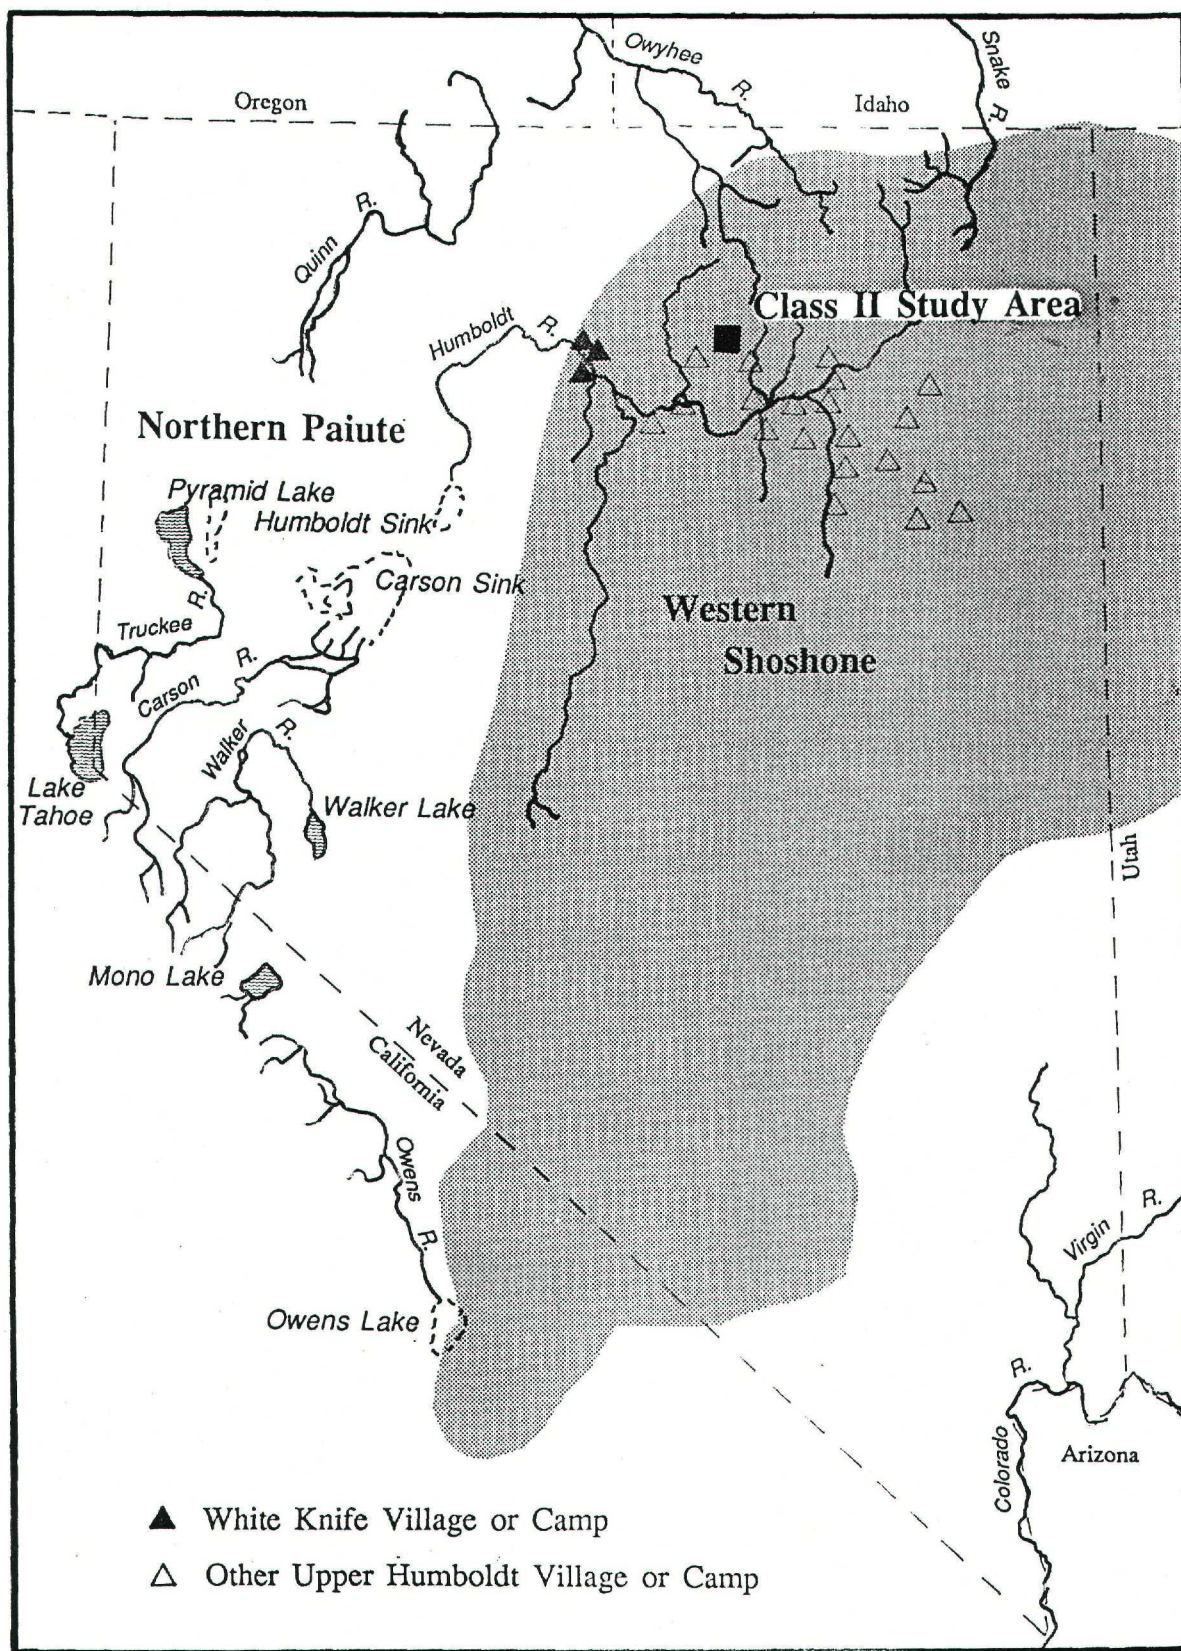 Owyhee R.
Snake R.
Oregon
Idaho
Quinn R.
Class II Study Area
Humboldt R.
Northern Paiute
Pyramid Lake
Humboldt Sink
Carson Sink
Western
Shoshone
Truckee R.
Carson R.
Walker R.
Lake
Tahoe
Walker Lake
Utah
Mono Lake
Nevada
California
Owens R.
Virgin R.
Owens Lake
Colorado R.
Arizona
▲ White Knife Village or Camp
△ Other Upper Humboldt Village or Camp